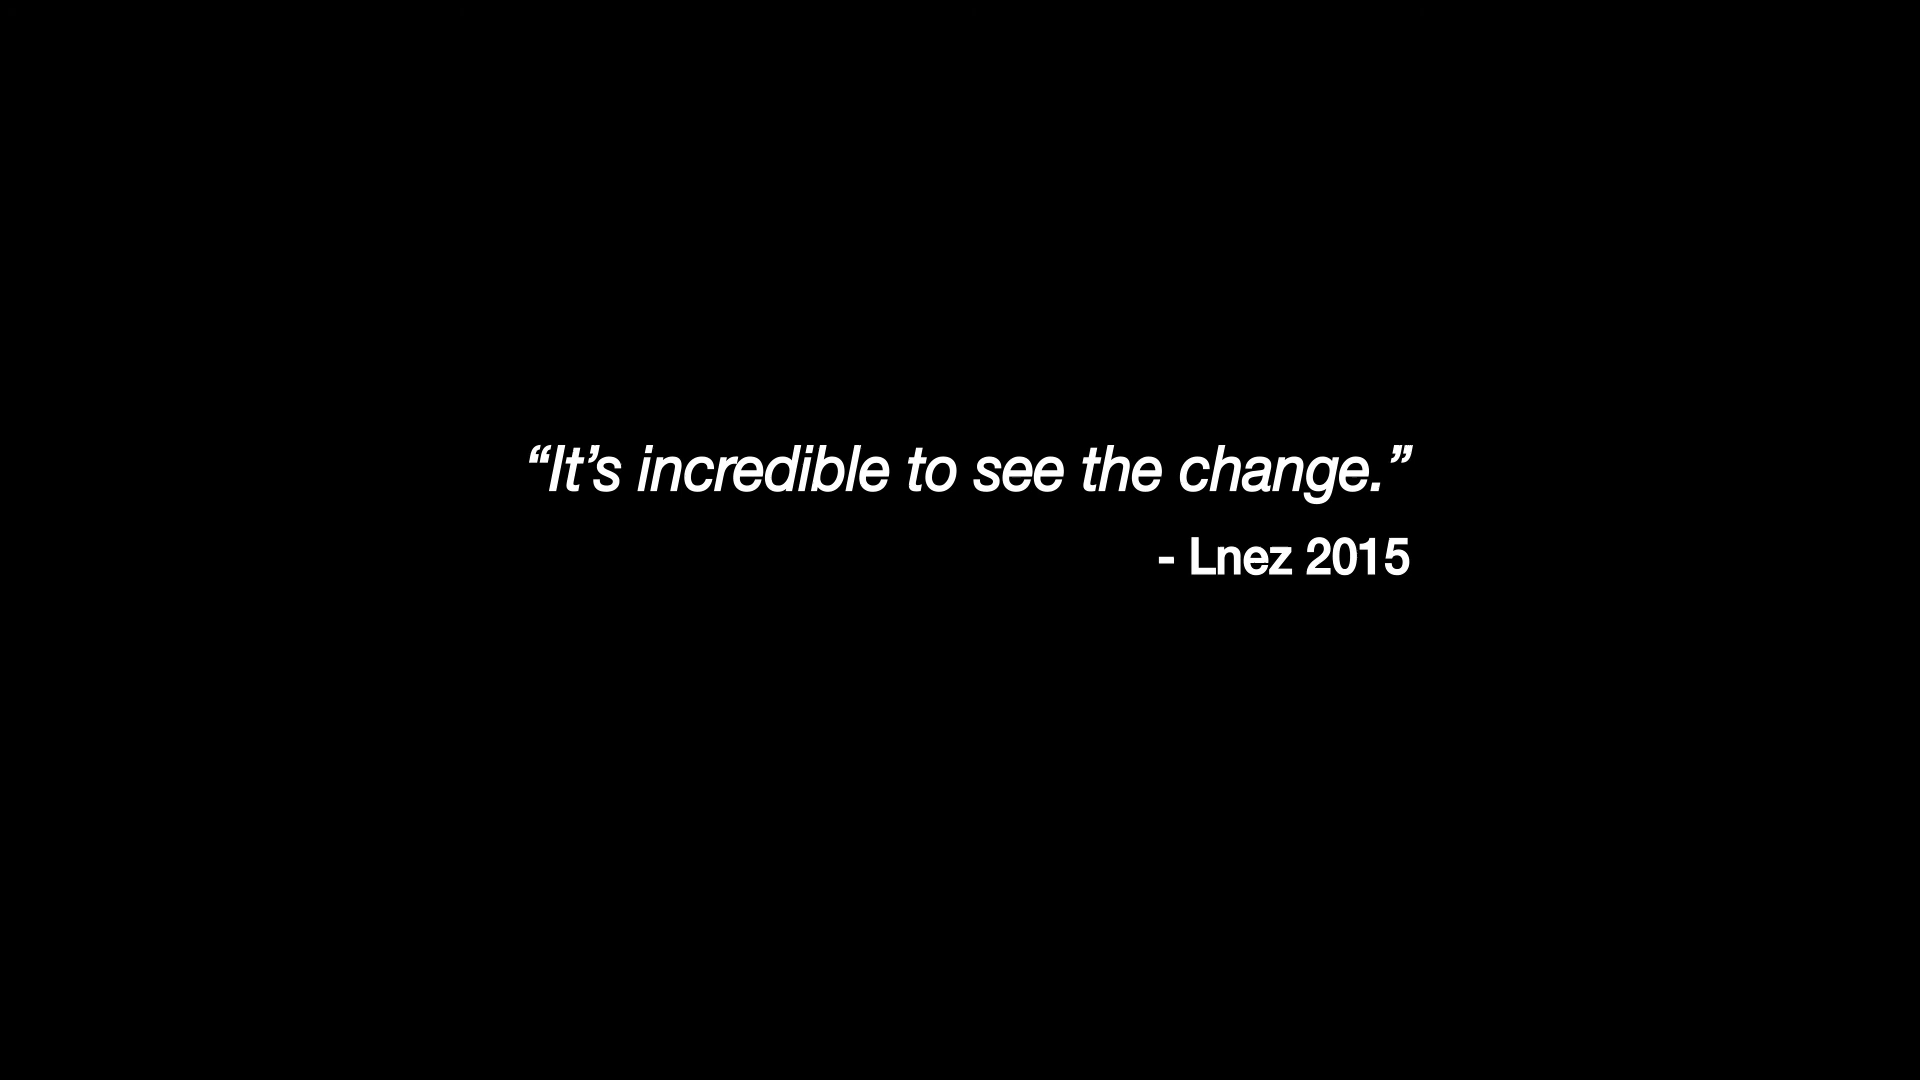 “It’s incredible to see the change.”
- Lnez 2015